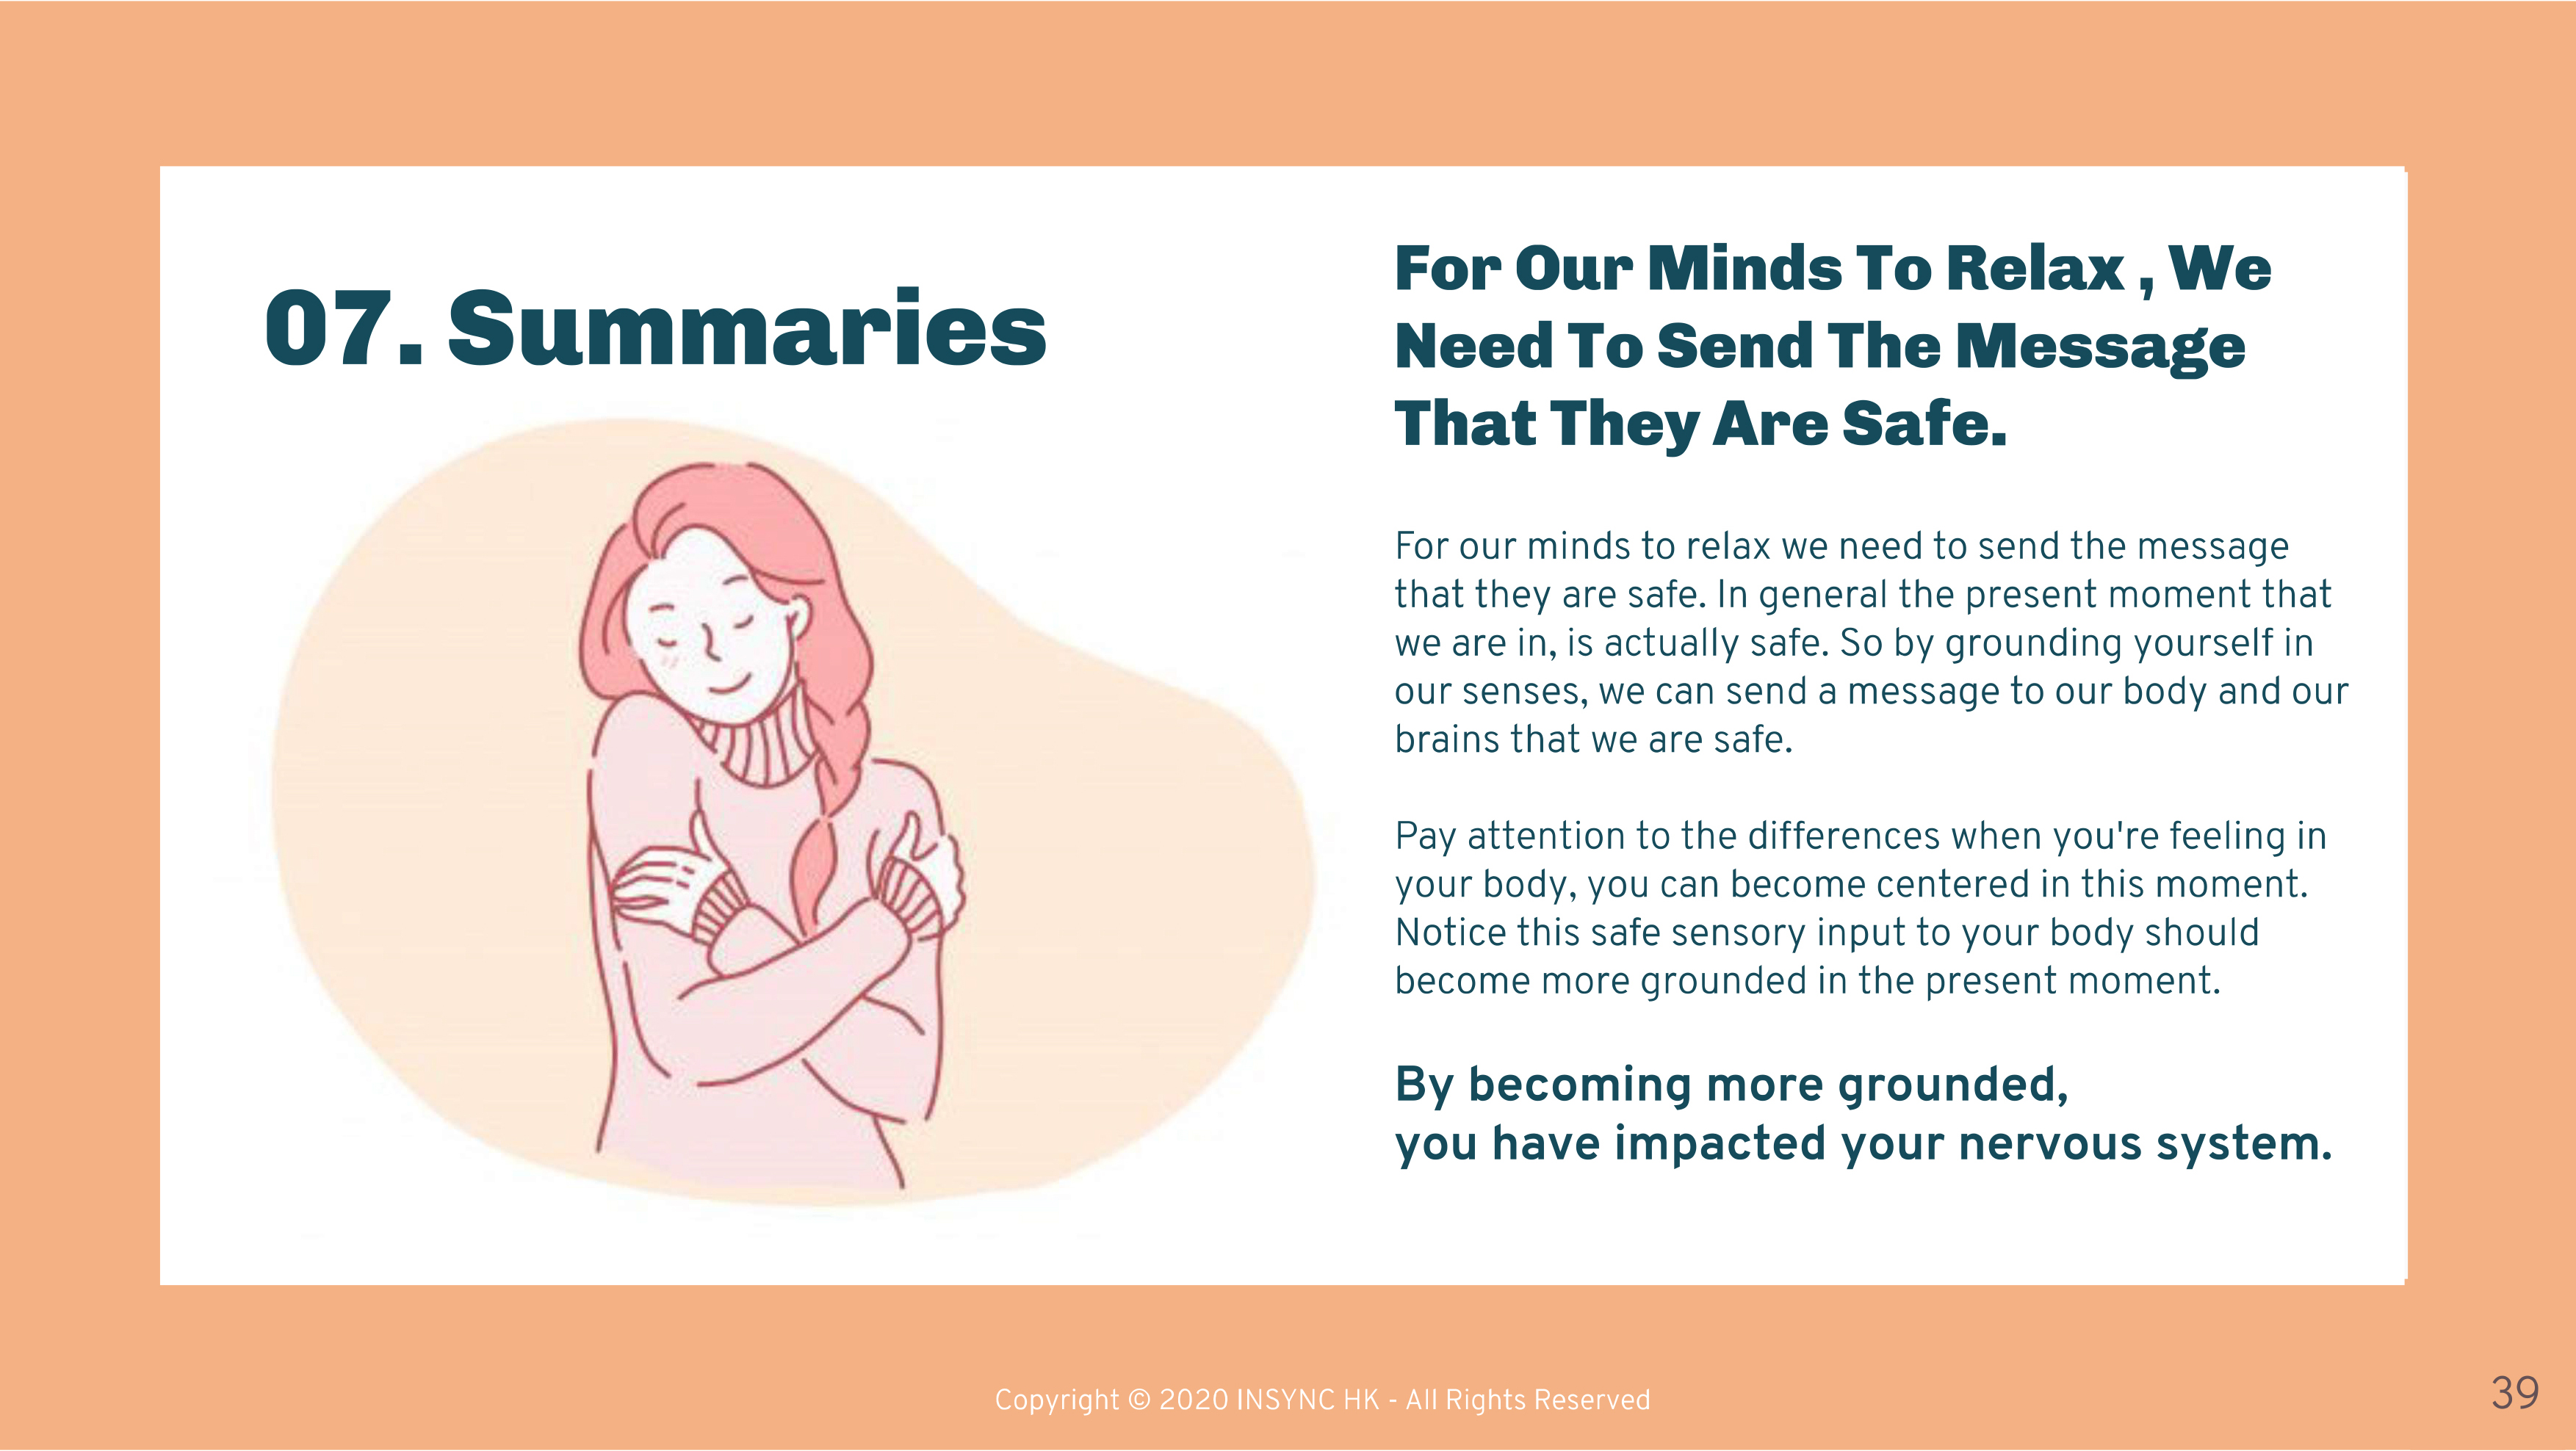 07. Summaries
For Our Minds To Relax , We
Need To Send The Message
That They Are Safe.
For our minds to relax we need to send the message
that they are safe. In general the present moment that
we are in, is actually safe. So by grounding yourself in
our senses, we can send a message to our body and our
brains that we are safe.
Pay attention to the differences when you're feeling in
your body, you can become centered in this moment.
Notice this safe sensory input to your body should
become more grounded in the present moment.
By becoming more grounded,
you have impacted your nervous system.
Copyright © 2020 INSYNC HK - All Rights Reserved
39